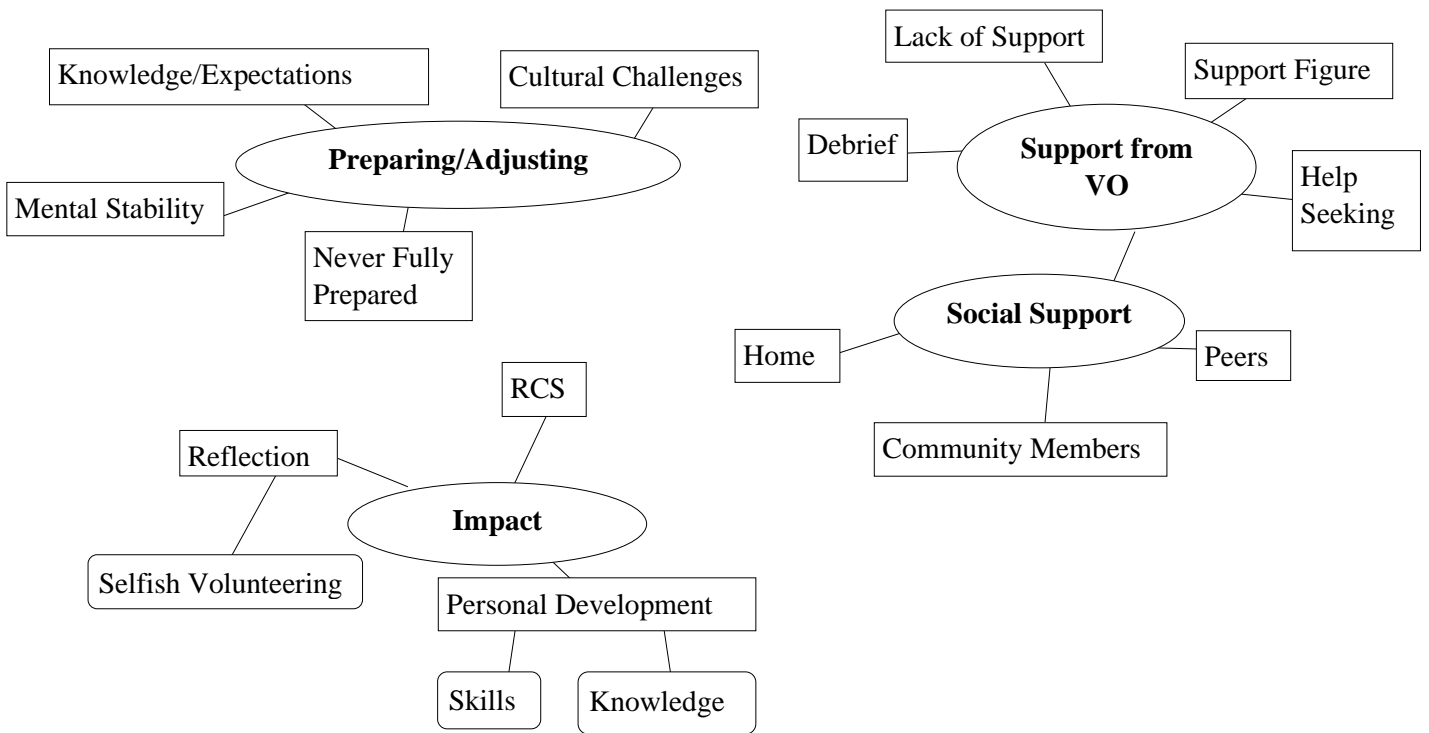 Lack of Support
Knowledge/Expectations
Cultural Challenges
Support Figure
Debrief
Preparing/Adjusting
Support from
VO
Help
Seeking
Mental Stability
Never Fully
Prepared
Social Support
Home
Peers
RCS
Community Members
Reflection
Impact
Selfish Volunteering
Personal Development
Skills
Knowledge